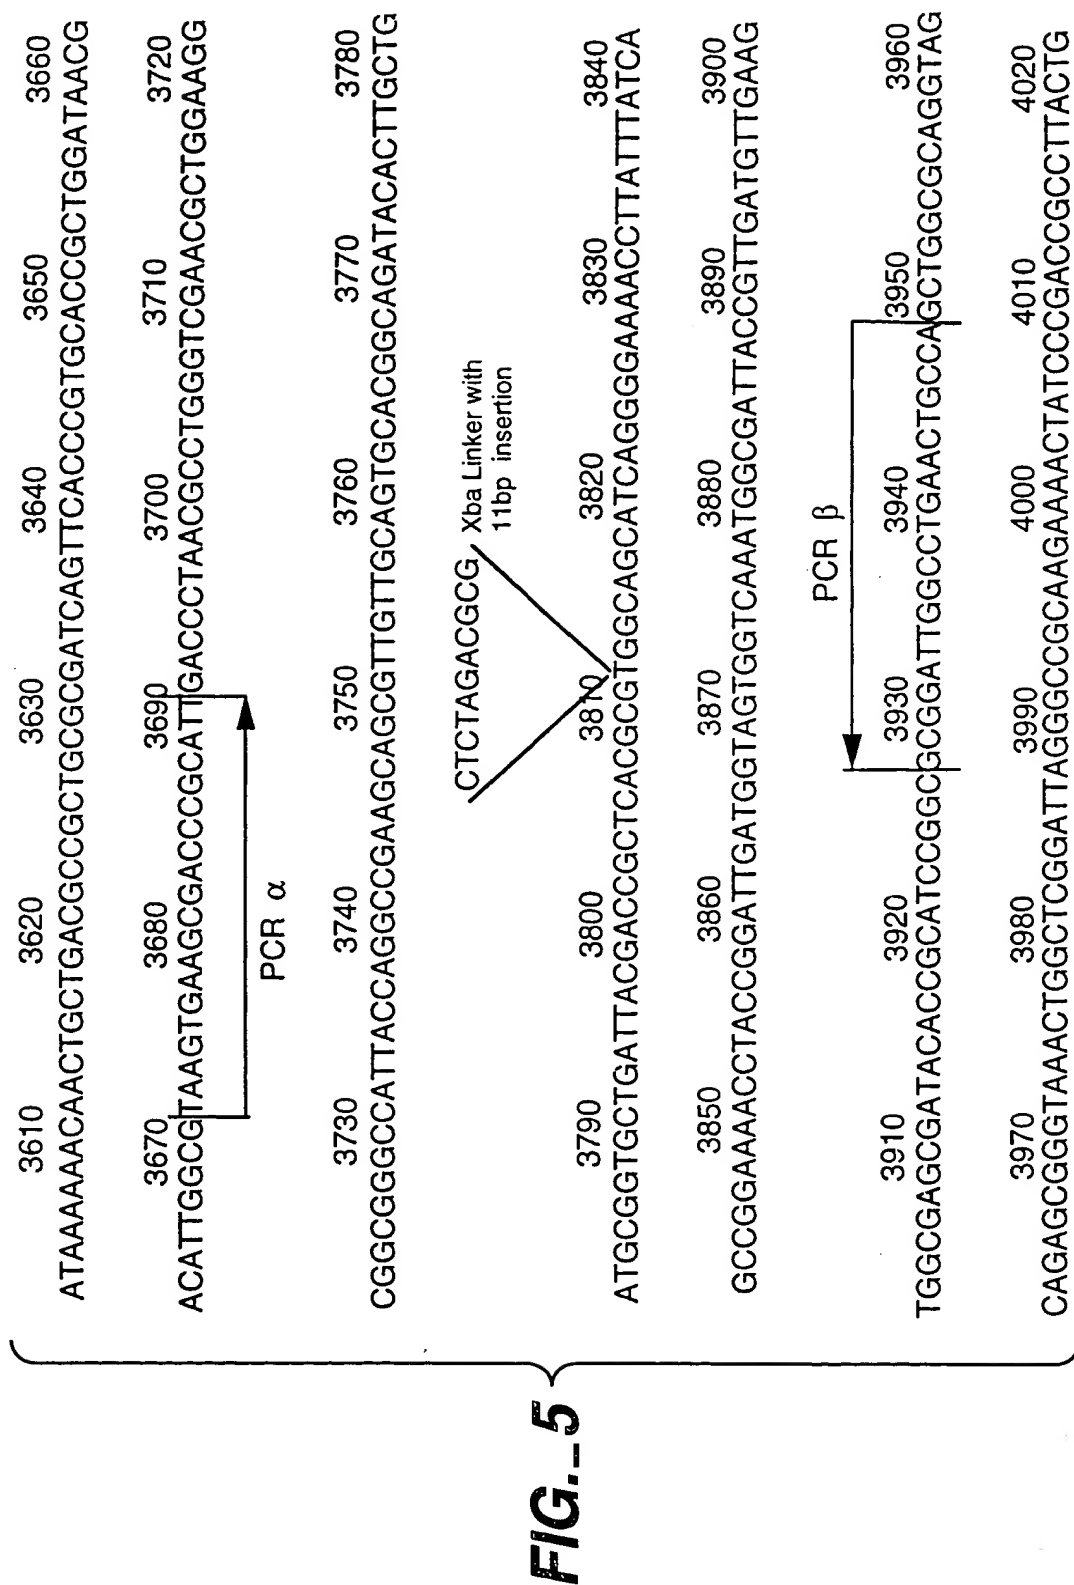 3610 3620 3630 3640 3650 3660
ATAAAAACAACTGCTGACGCCGCTGCGCGATCAGTTCACCCGTGCACCGCTGGATAACG
3670 3680 3690 3700 3710 3720
ACATTGGCGTAAGTGAAGCGACCCGCATTGACCCTAACGCCTGGGTCGAACGCTGGAAGG
PCR α
3730 3740 3750 3760 3770 3780
CGGCGGGCCATTACCAGGCCGAAGCAGCGTTGTTGCAGTGCACGGCAGATACACTTGCTG
CTCTAGACGCG
Xba Linker with
11bp insertion
3790 3800 3810 3820 3830 3840
ATGCGGTGCTGATTACGACCGCTCACGCGTGGCAGCATCAGGGGAAAACCTTATTTATCA
3850 3860 3870 3880 3890 3900
GCCGGAAACCTACCGGATTGATGGTAGTGGTCAAATGGCGATTACCGTTGATGTTGAAG
PCR β
3910 3920 3930 3940 3950 3960
TGGCGAGCGATACACCGCATCCGGCGCGGATTGGCCTGAACTGCCAGCTGGCGCAGGTAG
3970 3980 3990 4000 4010 4020
CAGAGCGGGTAAACTGGCTCGGATTAGGGCCGCAAGAAAACTATCCCGACCGCCTTACTG
FIG._5